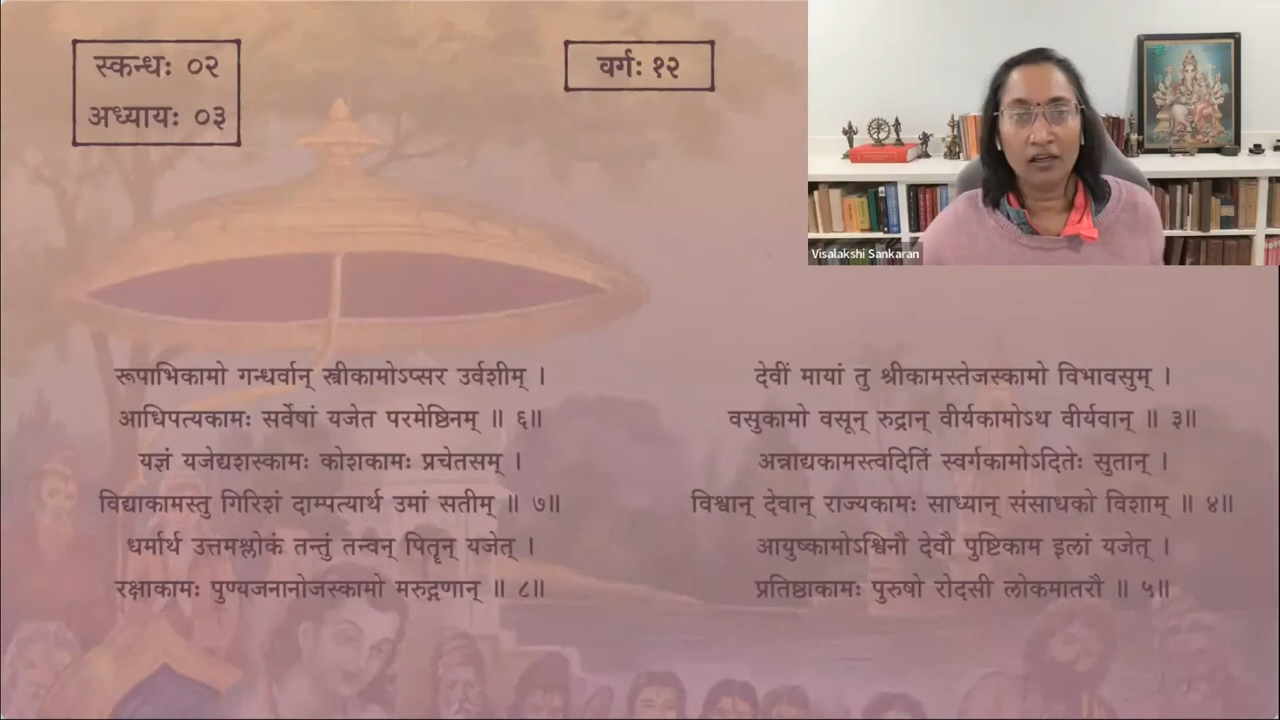 स्कन्धः ०२
अध्यायः ०३
वर्गः १२
Visalakshi Sankaran
रूपाभिकामो गन्धर्वान् स्त्रीकामोऽप्सर उर्वशीम् ।
आधिपत्यकामः सर्वेषां यजेत परमेष्ठिनम् ॥ ६॥
यज्ञं यजेद्यशस्कामः कोशकामः प्रचेतसम् ।
विद्याकामस्तु गिरिशं दाम्पत्यार्थ उमां सतीम् ॥ ७॥
धर्मार्थ उत्तमश्लोकं तन्तुं तन्वन् पितॄन् यजेत् ।
रक्षाकामः पुण्यजनानोजस्कामो मरुद्गणान् ॥ ८॥
देवीं मायां तु श्रीकामस्तेजस्कामो विभावसुम् ।
वसुकामो वसून् रुद्रान् वीर्यकामोऽथ वीर्यवान् ॥ ३॥
अन्नाद्यकामस्त्वदितिं स्वर्गकामोऽदितेः सुतान् ।
विश्वान् देवान् राज्यकामः साध्यान् संसाधको विशाम् ॥ ४॥
आयुष्कामोऽश्विनौ देवौ पुष्टिकाम इलां यजेत् ।
प्रतिष्ठाकामः पुरुषो रोदसी लोकमातरौ ॥ ५॥